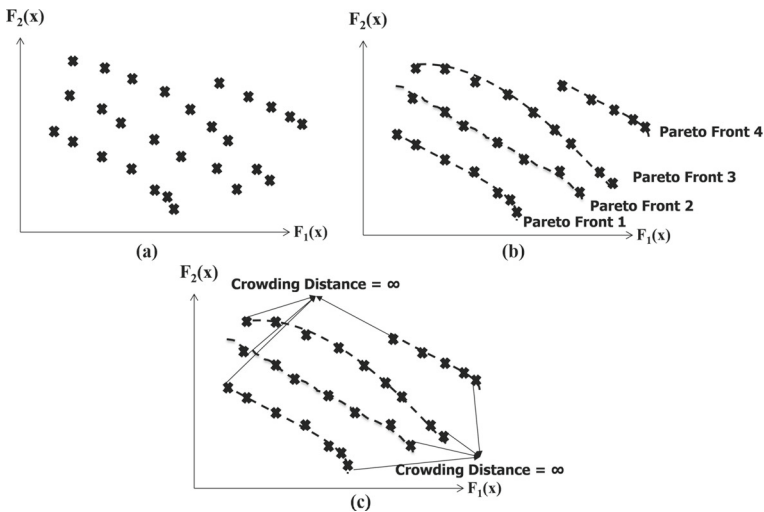 F₂(x)
F₁(x)
(a)
F₂(x)
Pareto Front 4
Pareto Front 3
Pareto Front 2
Pareto Front 1
F₁(x)
(b)
F₂(x)
Crowding Distance = ∞
Crowding Distance = ∞
F₁(x)
(c)